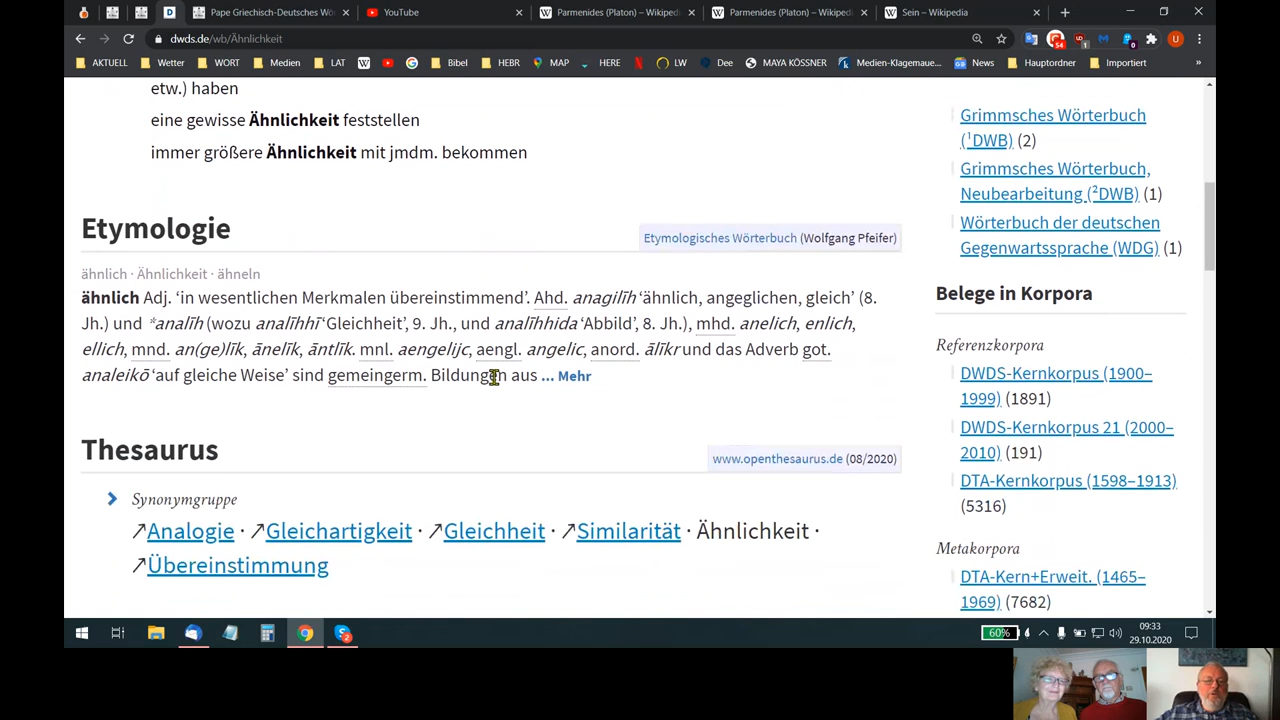 Pape Griechisch-Deutsches Wö
YouTube
Parmenides (Platon) – Wikipedi
Parmenides (Platon) – Wikipedi
Sein – Wikipedia
dwds.de/wb/Ähnlichkeit
AKTUELL Wetter WORT Medien LAT Bibel HEBR MAP HERE LW Dee MAYA KÖSSNER Medien-Klagemaue... News Hauptordner Importiert »
etw.) haben
eine gewisse Ähnlichkeit feststellen
immer größere Ähnlichkeit mit jmdm. bekommen
Etymologie
Etymologisches Wörterbuch (Wolfgang Pfeifer)
ähnlich · Ähnlichkeit · ähneln
ähnlich Adj. ‘in wesentlichen Merkmalen übereinstimmend’. Ahd. anagilīh ‘ähnlich, angeglichen, gleich’ (8.
Jh.) und *analīh (wozu analīhhī ‘Gleichheit’, 9. Jh., und analīhhida ‘Abbild’, 8. Jh.), mhd. anelich, enlich,
ellich, mnd. an(ge)līk, ānelīk, āntlīk. mnl. aengelijc, aengl. angelic, anord. ālīkr und das Adverb got.
analeikō ‘auf gleiche Weise’ sind gemeingerm. Bildungen aus ... Mehr
Thesaurus
www.openthesaurus.de (08/2020)
Synonymgruppe
↗Analogie · ↗Gleichartigkeit · ↗Gleichheit · ↗Similarität · Ähnlichkeit ·
↗Übereinstimmung
Grimmsches Wörterbuch
(¹DWB) (2)
Grimmsches Wörterbuch,
Neubearbeitung (²DWB) (1)
Wörterbuch der deutschen
Gegenwartssprache (WDG) (1)
Belege in Korpora
Referenzkorpora
DWDS-Kernkorpus (1900–
1999) (1891)
DWDS-Kernkorpus 21 (2000–
2010) (191)
DTA-Kernkorpus (1598–1913)
(5316)
Metakorpora
DTA-Kern+Erweit. (1465–
1969) (7682)
60%
09:33
29.10.2020